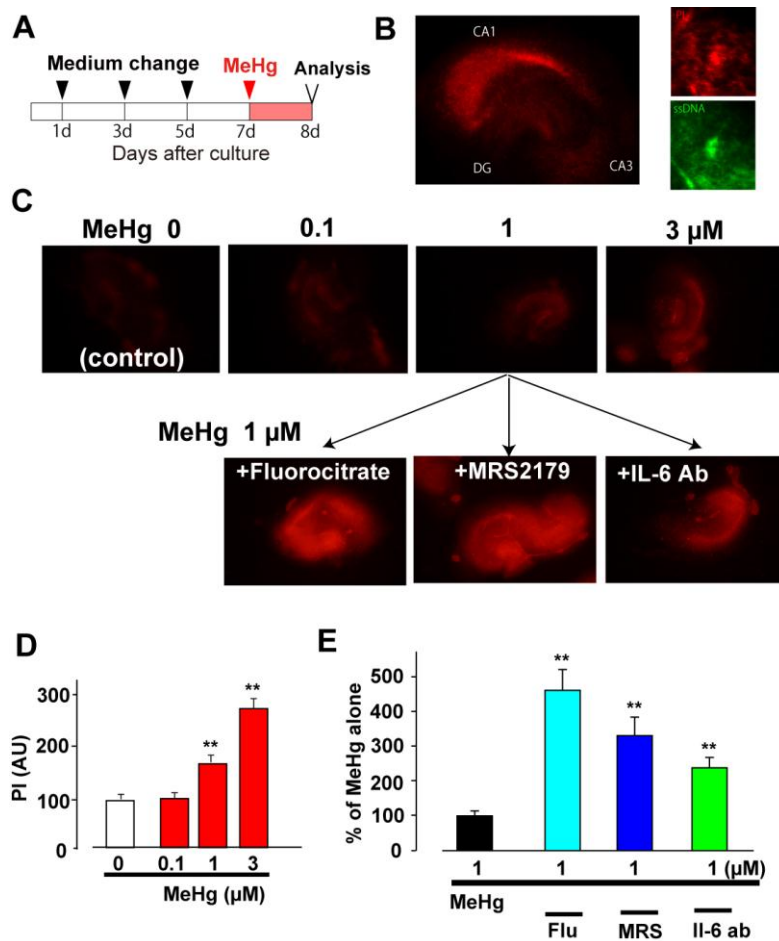 A
Medium change MeHg Analysis
1d 3d 5d 7d 8d
Days after culture
B
CA1
DG
CA3
PI
ssDNA
C
MeHg 0 0.1 1 3 µM
(control)
MeHg 1 µM
+Fluorocitrate +MRS2179 +IL-6 Ab
D
PI (AU)
300
200
100
0
** **
0 0.1 1 3
MeHg (µM)
E
% of MeHg alone
500
400
300
200
100
0
** ** **
1 1 1 1 (µM)
MeHg
Flu MRS Il-6 ab